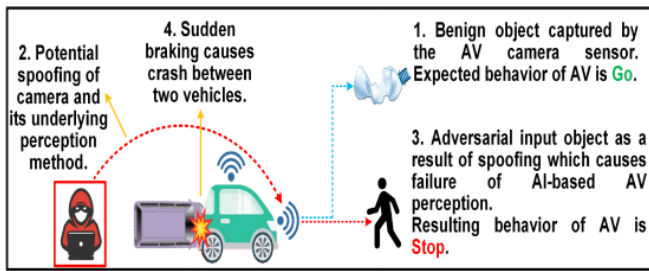 2. Potential
spoofing of
camera and
its underlying
perception
method.
4. Sudden
braking causes
crash between
two vehicles.
1. Benign object captured by
the AV camera sensor.
Expected behavior of AV is Go.
3. Adversarial input object as a
result of spoofing which causes
failure of AI-based AV
perception.
Resulting behavior of AV is
Stop.